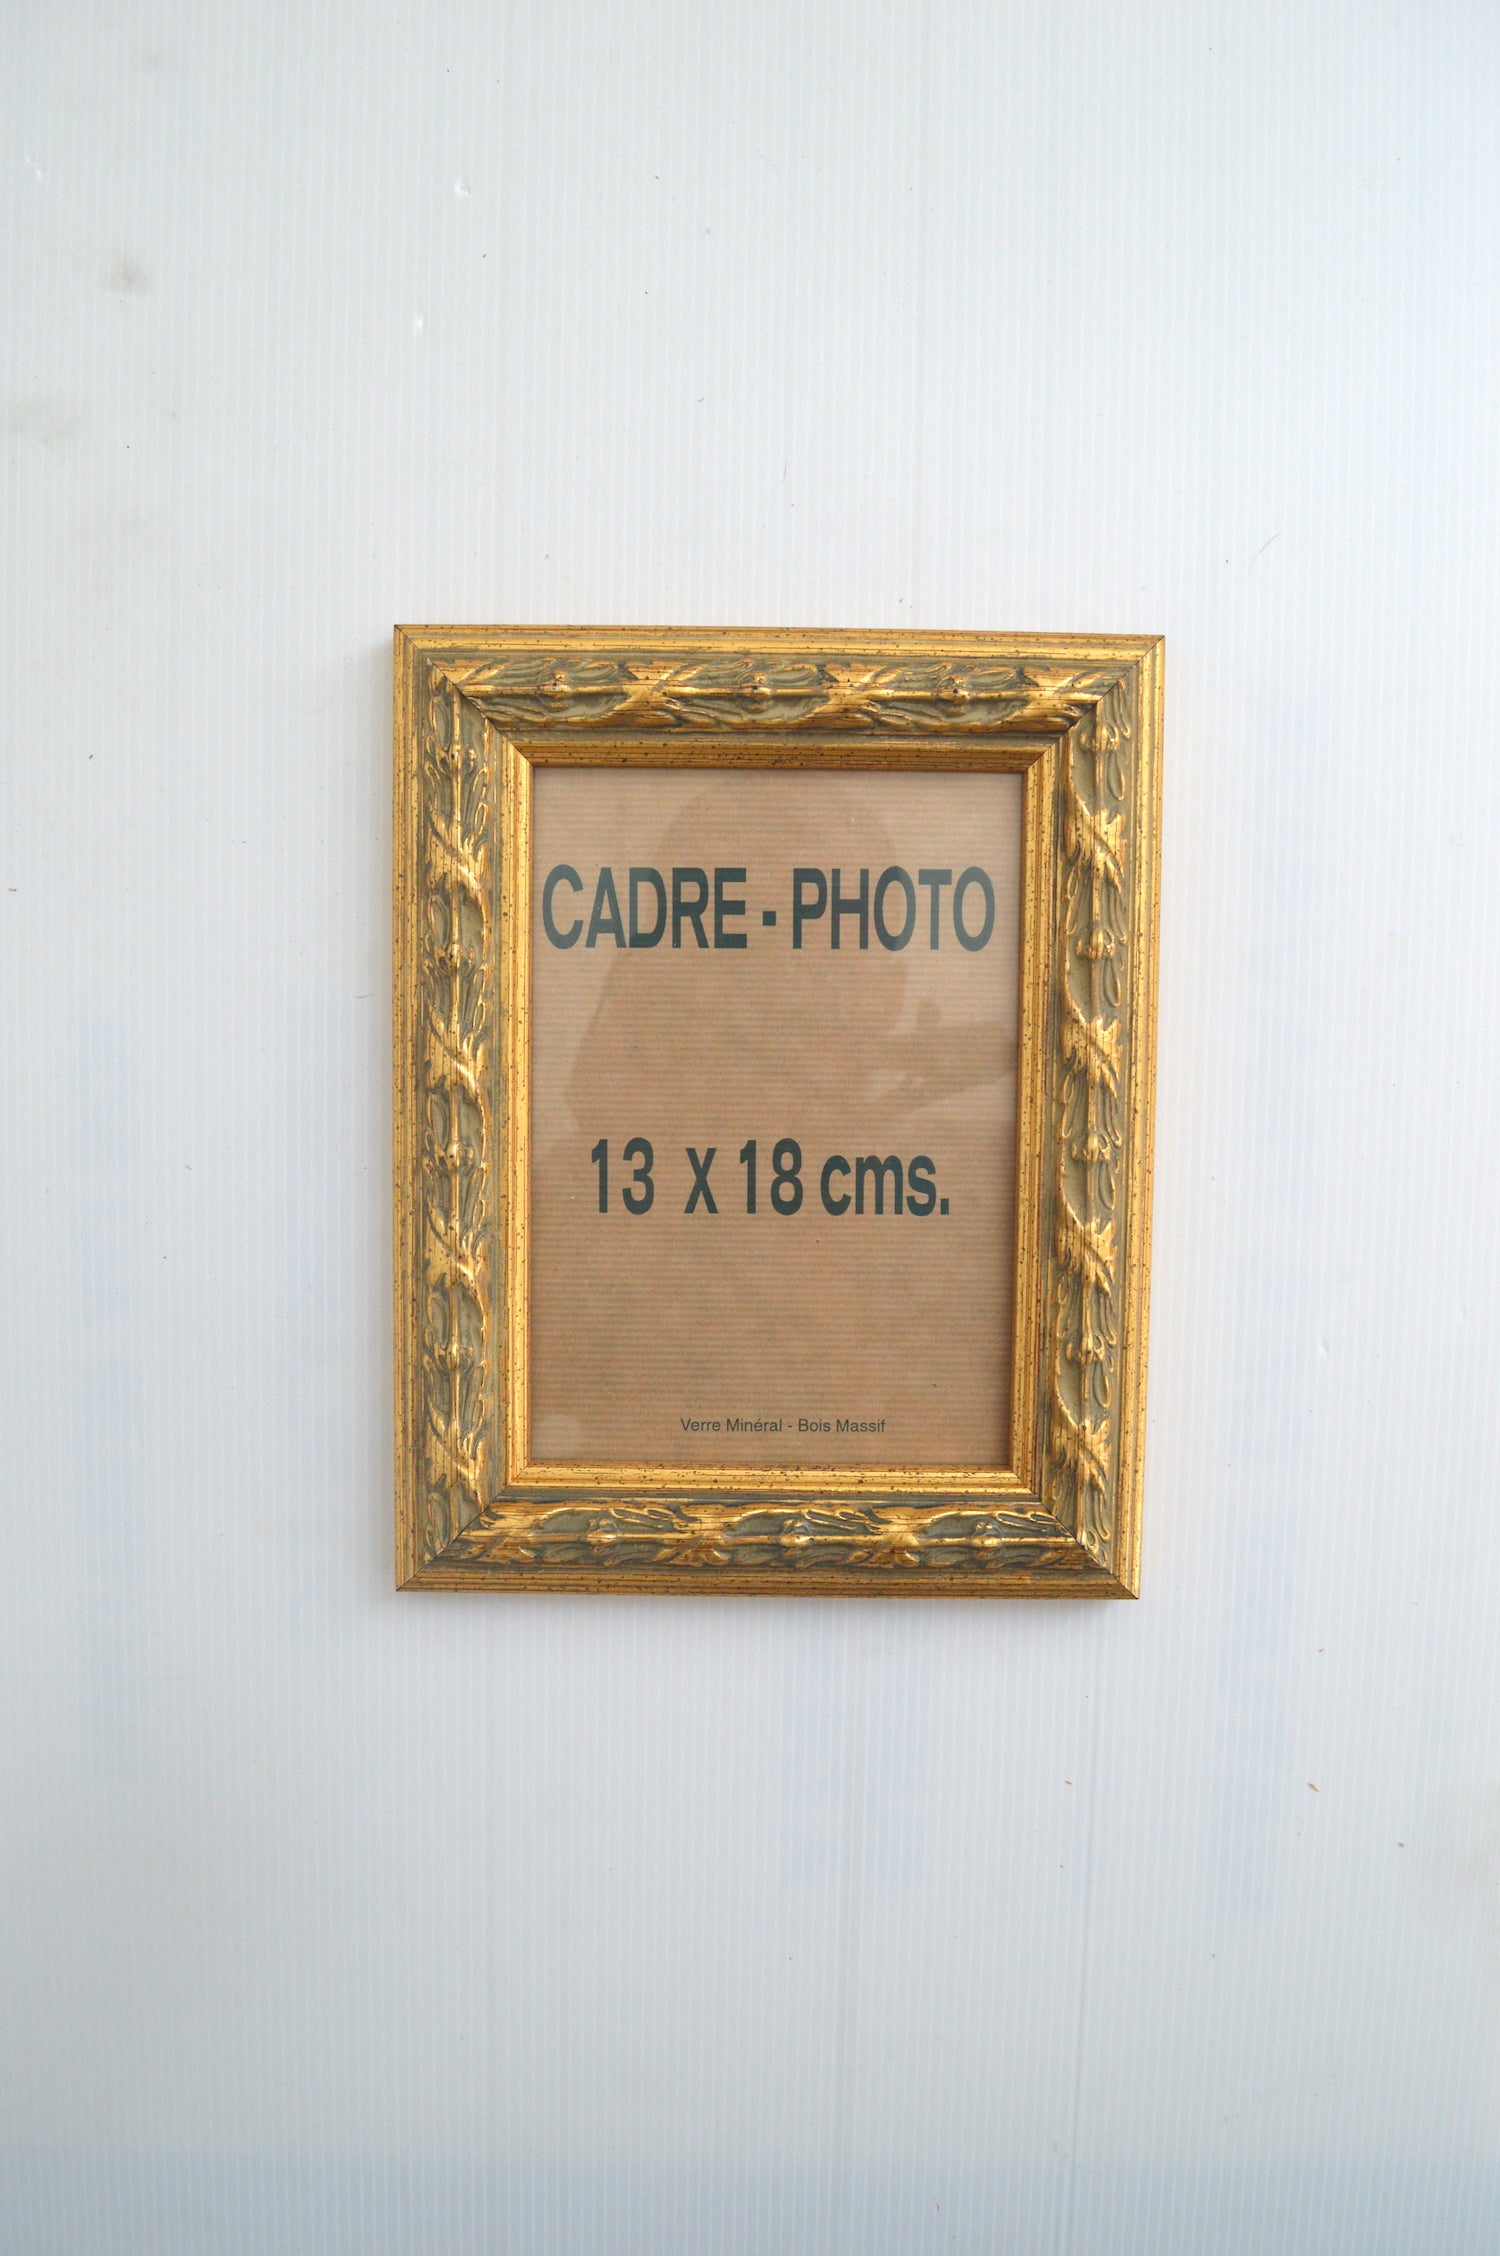 CADRE - PHOTO
13 x 18 cms.
Verre Minéral - Bois Massif